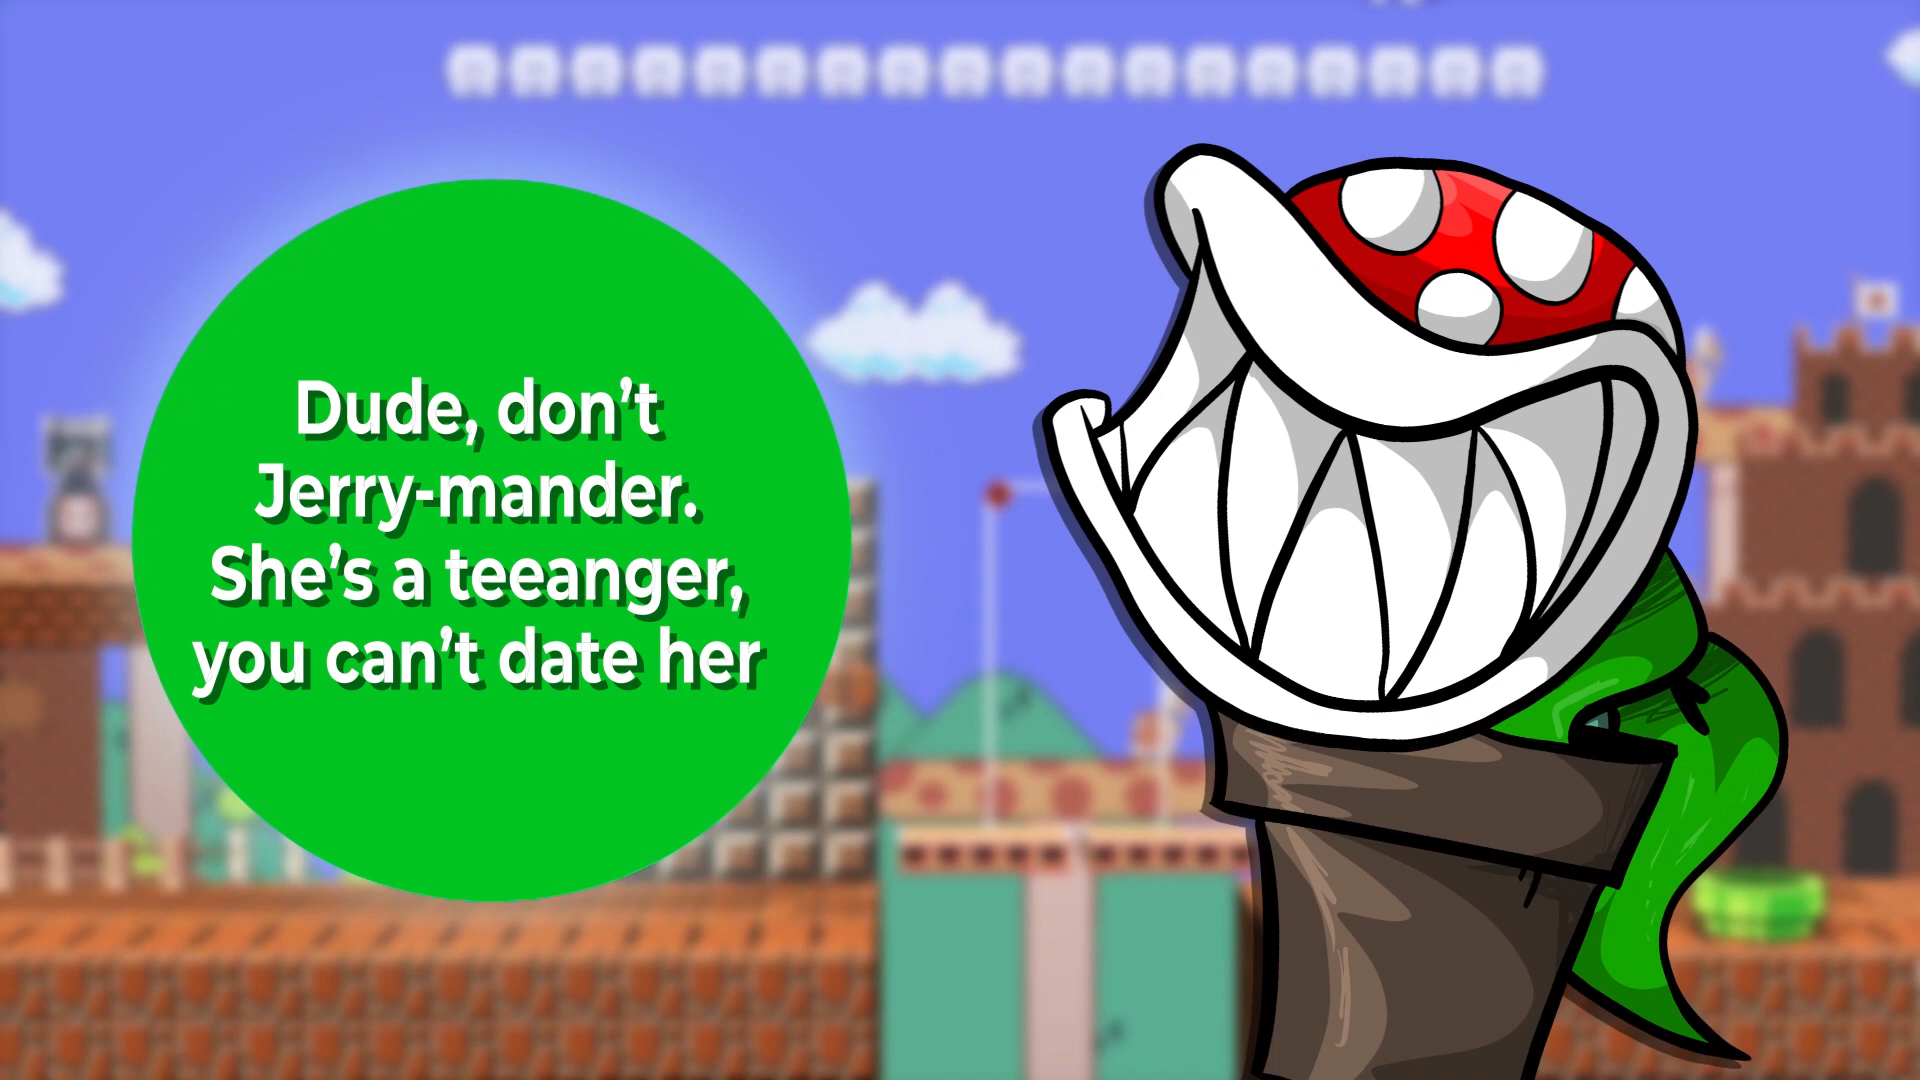 Dude, don’t
Jerry-mander.
She’s a teeanger,
you can’t date her